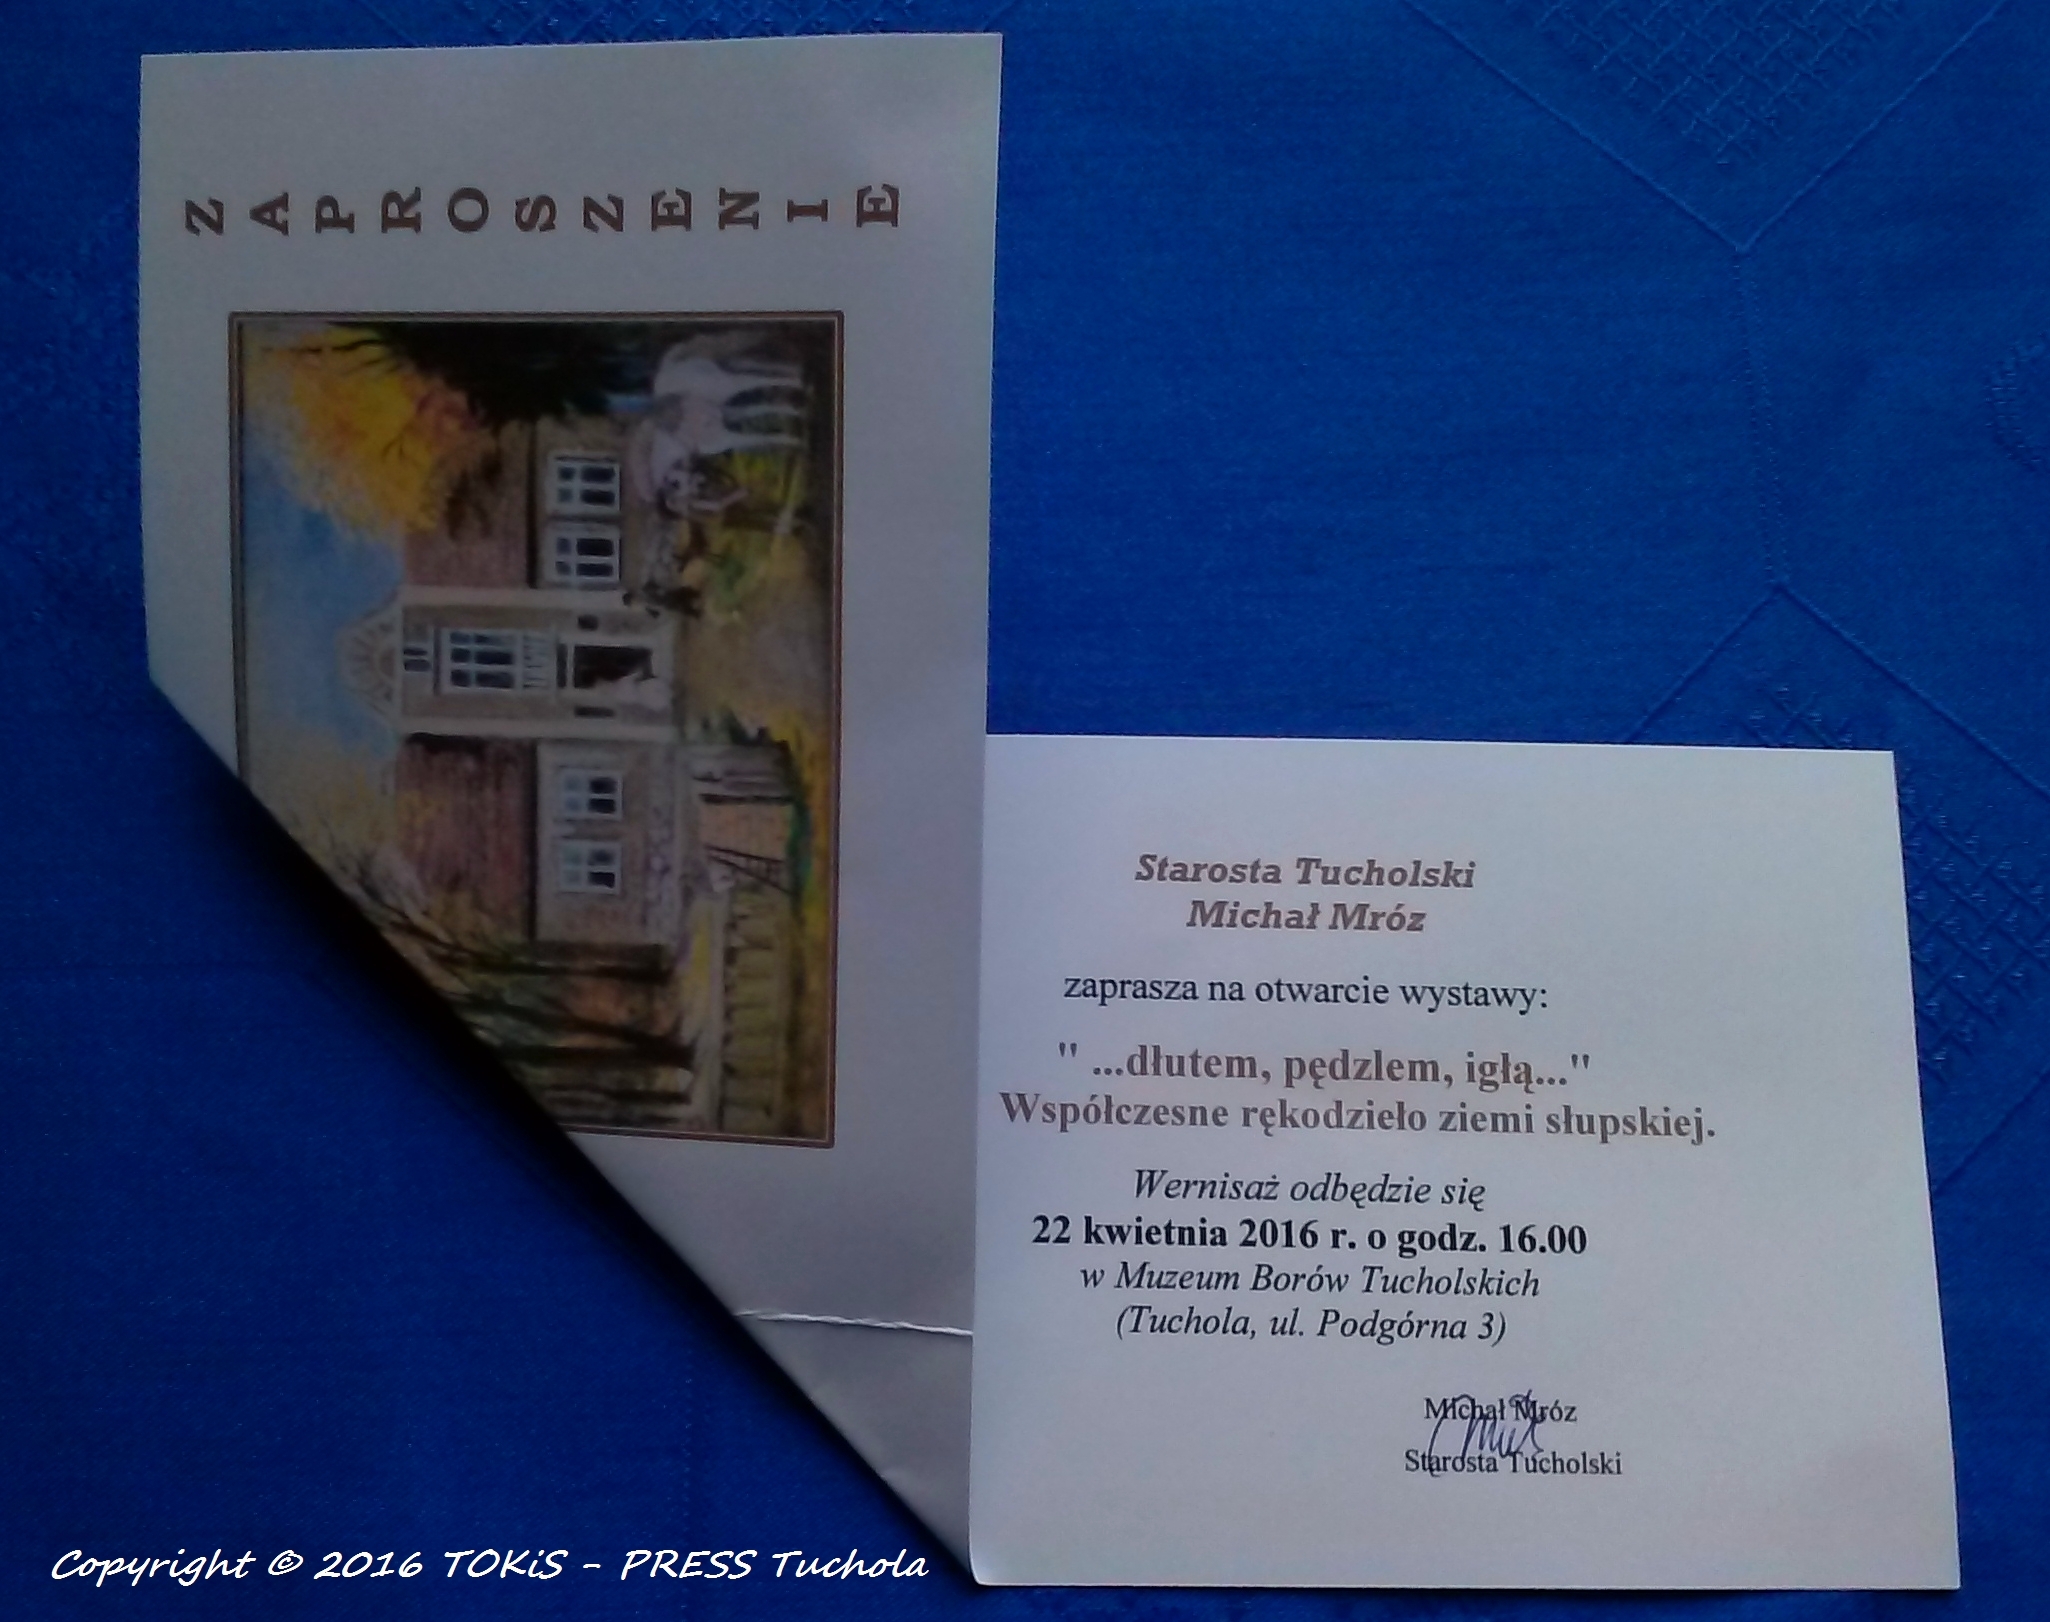 ZAPROSZENIE
Starosta Tucholski
Michał Mróz
zaprasza na otwarcie wystawy:
" ...dłutem, pędzlem, igłą..."
Współczesne rękodzieło ziemi słupskiej.
Wernisaż odbędzie się
22 kwietnia 2016 r. o godz. 16.00
w Muzeum Borów Tucholskich
(Tuchola, ul. Podgórna 3)
Michał Mróz
Starosta Tucholski
Copyright © 2016 TOKiS - PRESS Tuchola